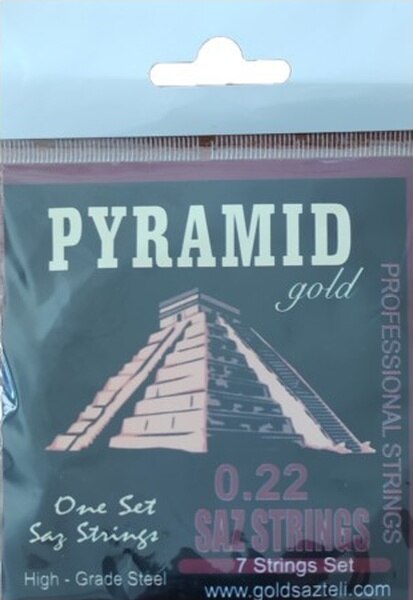 PYRAMID
gold
PROFESSIONAL STRINGS
0.22
One Set
Saz Strings
SAZ STRINGS
7 Strings Set
High - Grade Steel
www.goldsazteli.com